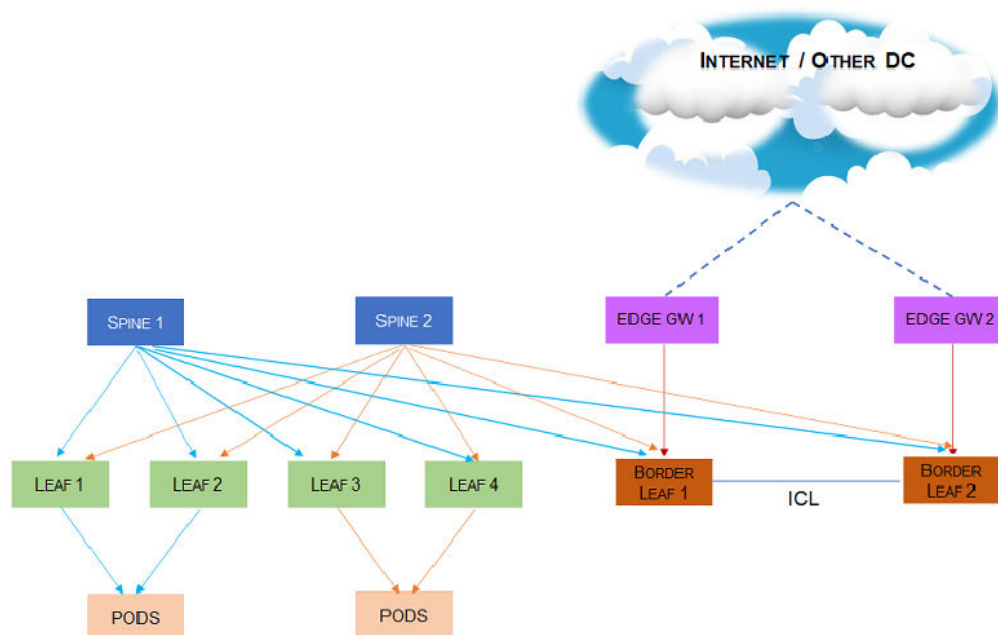 INTERNET / OTHER DC
SPINE 1
SPINE 2
EDGE GW 1
EDGE GW 2
LEAF 1
LEAF 2
LEAF 3
LEAF 4
BORDER
LEAF 1
ICL
BORDER
LEAF 2
PODS
PODS